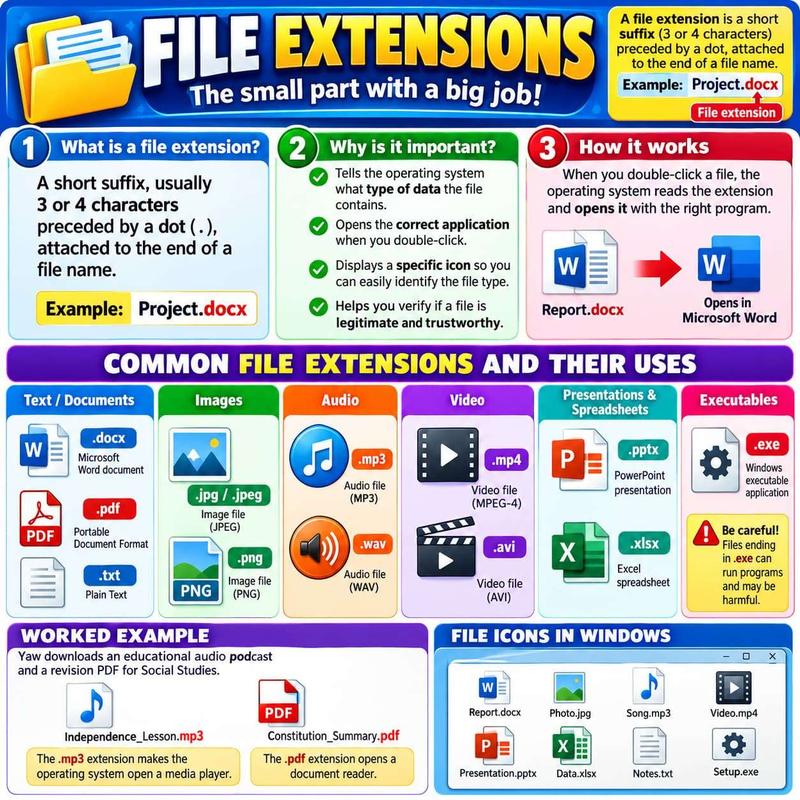 FILE EXTENSIONS
The small part with a big job!
A file extension is a short
suffix (3 or 4 characters)
preceded by a dot, attached
to the end of a file name.
Example: Project.docx
File extension
1 What is a file extension?
A short suffix, usually
3 or 4 characters
preceded by a dot (.),
attached to the end of a
file name.
Example: Project.docx
2 Why is it important?
Tells the operating system
what type of data the file
contains.
Opens the correct application
when you double-click.
Displays a specific icon so you
can easily identify the file type.
Helps you verify if a file is
legitimate and trustworthy.
3 How it works
When you double-click a file, the
operating system reads the extension
and opens it with the right program.
W
Report.docx
W
Opens in
Microsoft Word
COMMON FILE EXTENSIONS AND THEIR USES
Text / Documents
W
.docx
Microsoft
Word document
PDF
.pdf
Portable
Document Format
.txt
Plain Text
Images
.jpg / .jpeg
Image file
(JPEG)
PNG
.png
Image file
(PNG)
Audio
.mp3
Audio file
(MP3)
.wav
Audio file
(WAV)
Video
.mp4
Video file
(MPEG-4)
.avi
Video file
(AVI)
Presentations &
Spreadsheets
P
.pptx
PowerPoint
presentation
X
.xlsx
Excel
spreadsheet
Executables
.exe
Windows
executable
application
Be careful!
Files ending
in .exe can
run programs
and may be
harmful.
WORKED EXAMPLE
Yaw downloads an educational audio podcast
and a revision PDF for Social Studies.
Independence_Lesson.mp3
The .mp3 extension makes the
operating system open a media player.
PDF
Constitution_Summary.pdf
The .pdf extension opens a
document reader.
FILE ICONS IN WINDOWS
W
Report.docx
Photo.jpg
Song.mp3
Video.mp4
P
Presentation.pptx
X
Data.xlsx
Notes.txt
Setup.exe